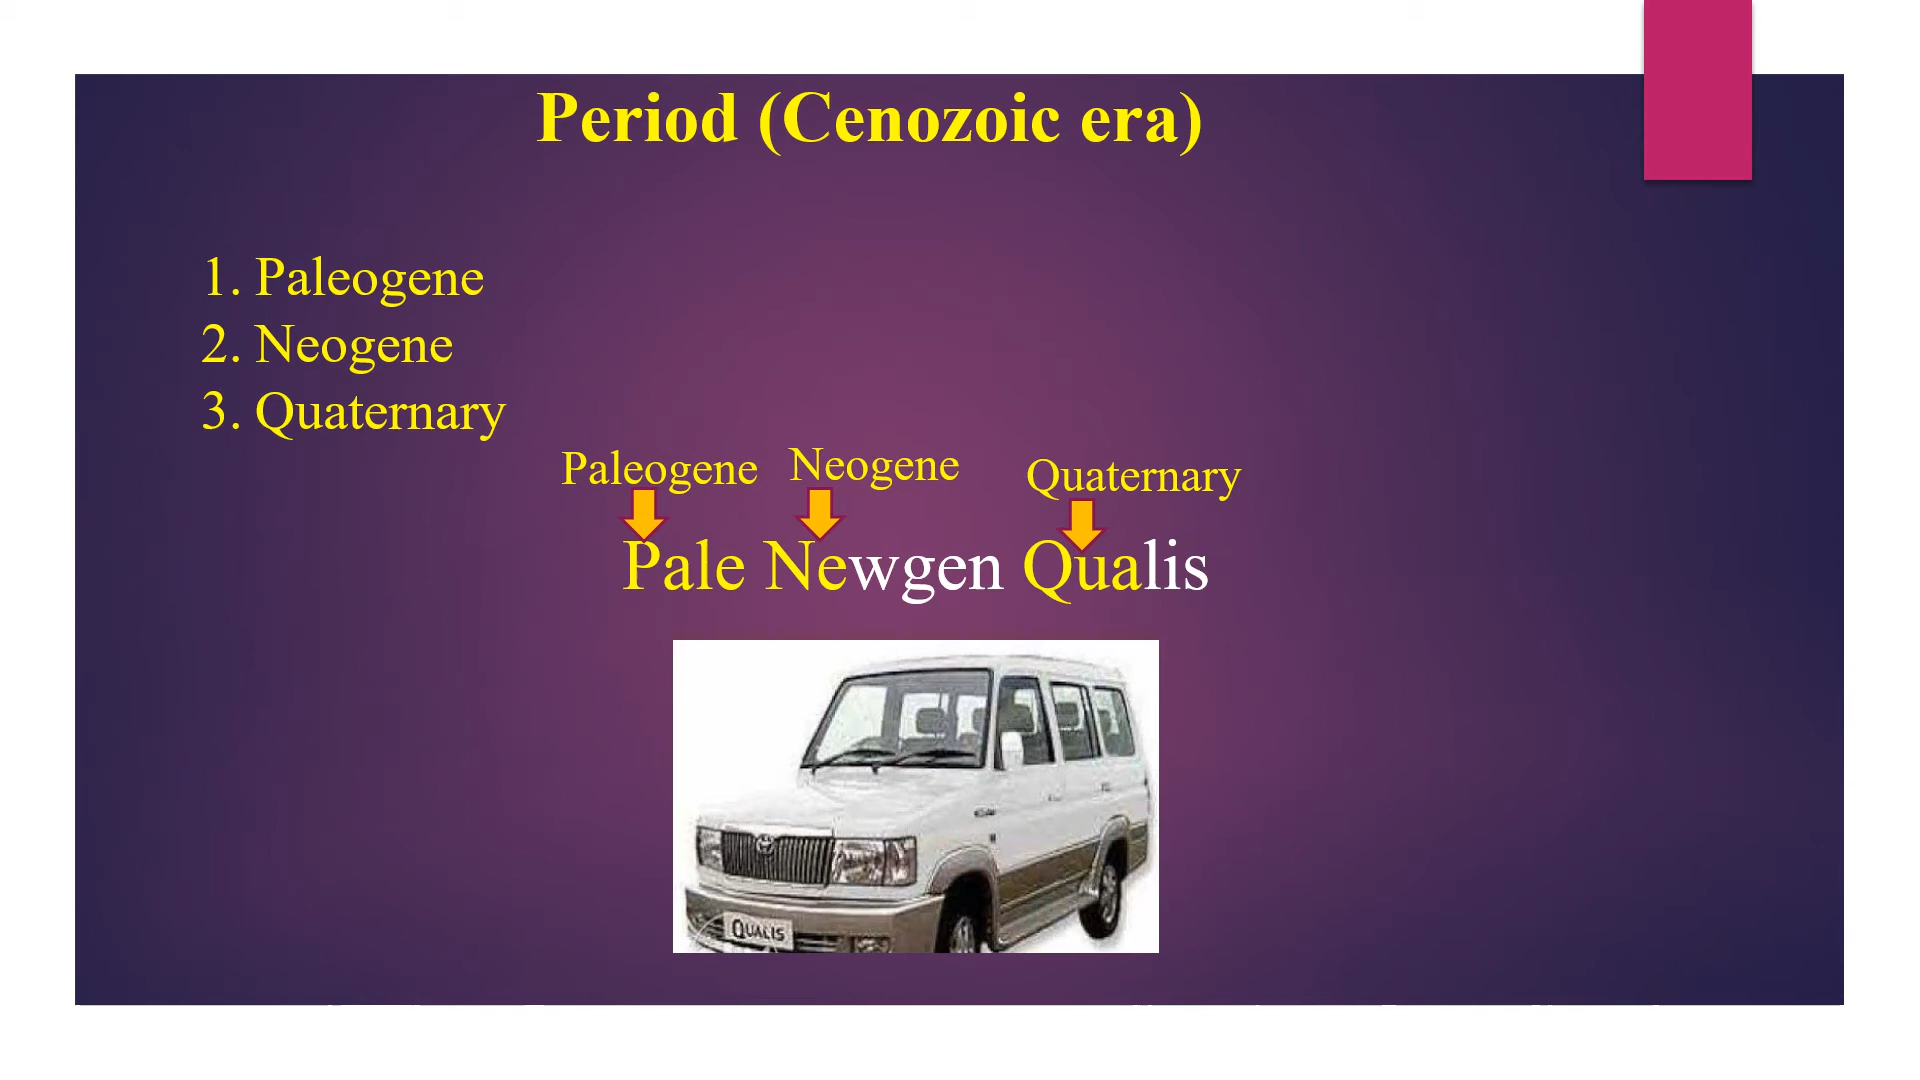 Period (Cenozoic era)
1. Paleogene
2. Neogene
3. Quaternary
Paleogene Neogene Quaternary
Pale Newgen Qualis
QUALIS